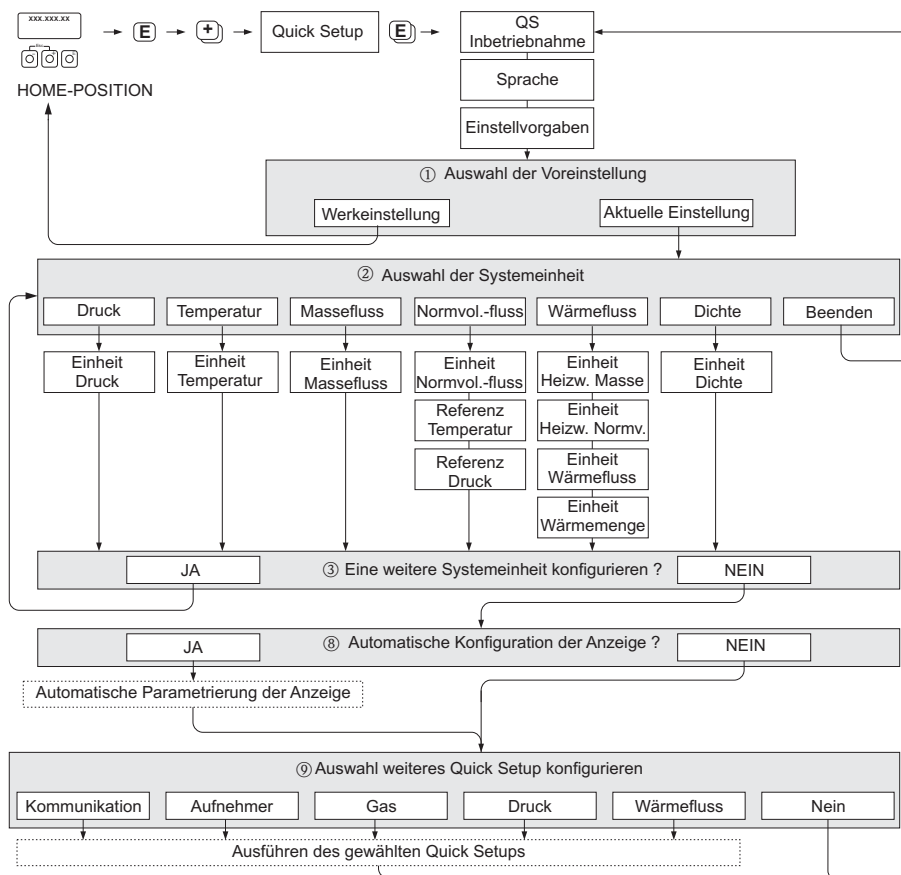 xxx.xxx.xx
Esc
- + E
E
+
Quick Setup
E
QS
Inbetriebnahme
HOME-POSITION
Sprache
Einstellvorgaben
① Auswahl der Voreinstellung
Werkeinstellung
Aktuelle Einstellung
② Auswahl der Systemeinheit
Druck
Temperatur
Massefluss
Normvol.-fluss
Wärmefluss
Dichte
Beenden
Einheit
Druck
Einheit
Temperatur
Einheit
Massefluss
Einheit
Normvol.-fluss
Referenz
Temperatur
Referenz
Druck
Einheit
Heizw. Masse
Einheit
Heizw. Normv.
Einheit
Wärmefluss
Einheit
Wärmemenge
Einheit
Dichte
JA
③ Eine weitere Systemeinheit konfigurieren ?
NEIN
JA
⑧ Automatische Konfiguration der Anzeige ?
NEIN
Automatische Parametrierung der Anzeige
⑨ Auswahl weiteres Quick Setup konfigurieren
Kommunikation
Aufnehmer
Gas
Druck
Wärmefluss
Nein
Ausführen des gewählten Quick Setups